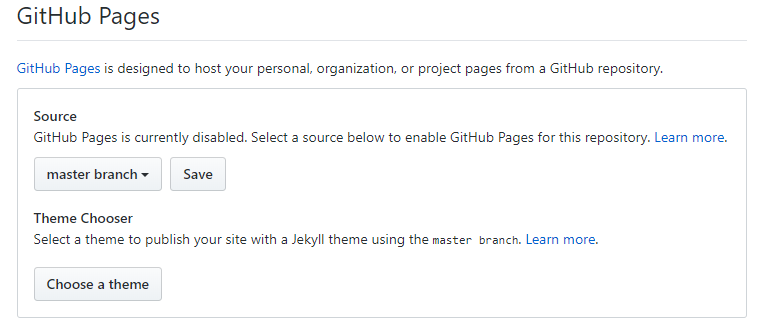 GitHub Pages
GitHub Pages is designed to host your personal, organization, or project pages from a GitHub repository.
Source
GitHub Pages is currently disabled. Select a source below to enable GitHub Pages for this repository. Learn more.
master branch Save
Theme Chooser
Select a theme to publish your site with a Jekyll theme using the master branch. Learn more.
Choose a theme